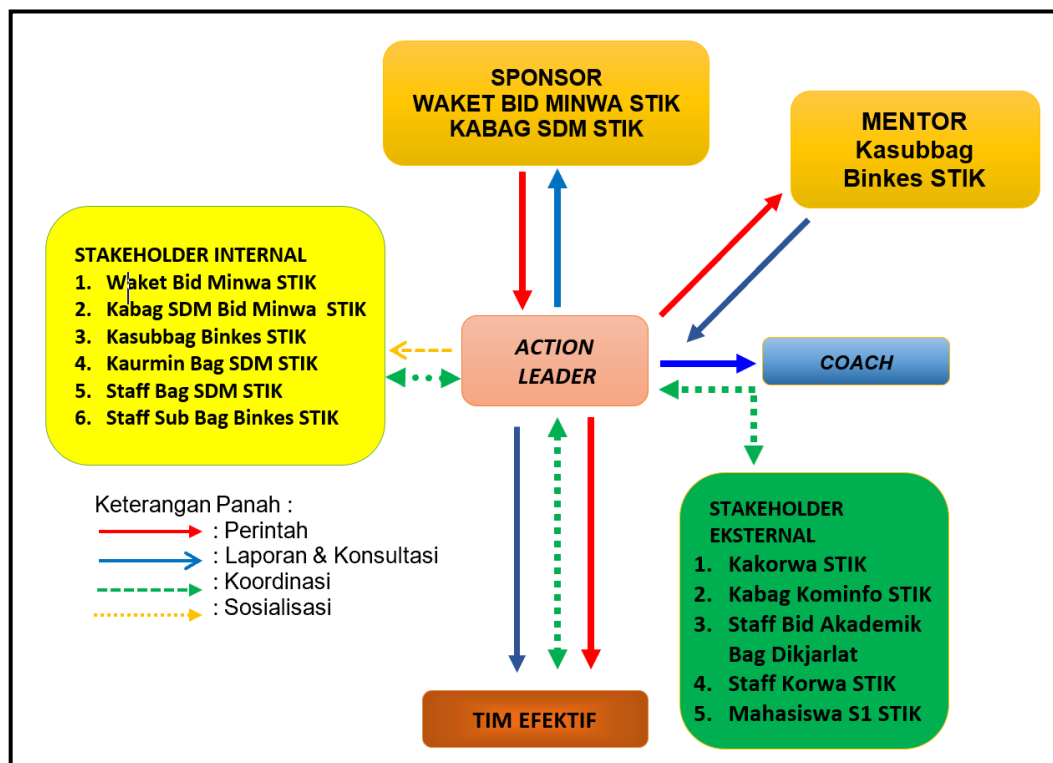 SPONSOR
WAKET BID MINWA STIK
KABAG SDM STIK
MENTOR
Kasubbag
Binkes STIK
STAKEHOLDER INTERNAL
1. Waket Bid Minwa STIK
2. Kabag SDM Bid Minwa STIK
3. Kasubbag Binkes STIK
4. Kaurmin Bag SDM STIK
5. Staff Bag SDM STIK
6. Staff Sub Bag Binkes STIK
ACTION
LEADER
COACH
Keterangan Panah :
: Perintah
: Laporan & Konsultasi
: Koordinasi
: Sosialisasi
STAKEHOLDER
EKSTERNAL
1. Kakorwa STIK
2. Kabag Kominfo STIK
3. Staff Bid Akademik
Bag Dikjarlat
4. Staff Korwa STIK
5. Mahasiswa S1 STIK
TIM EFEKTIF